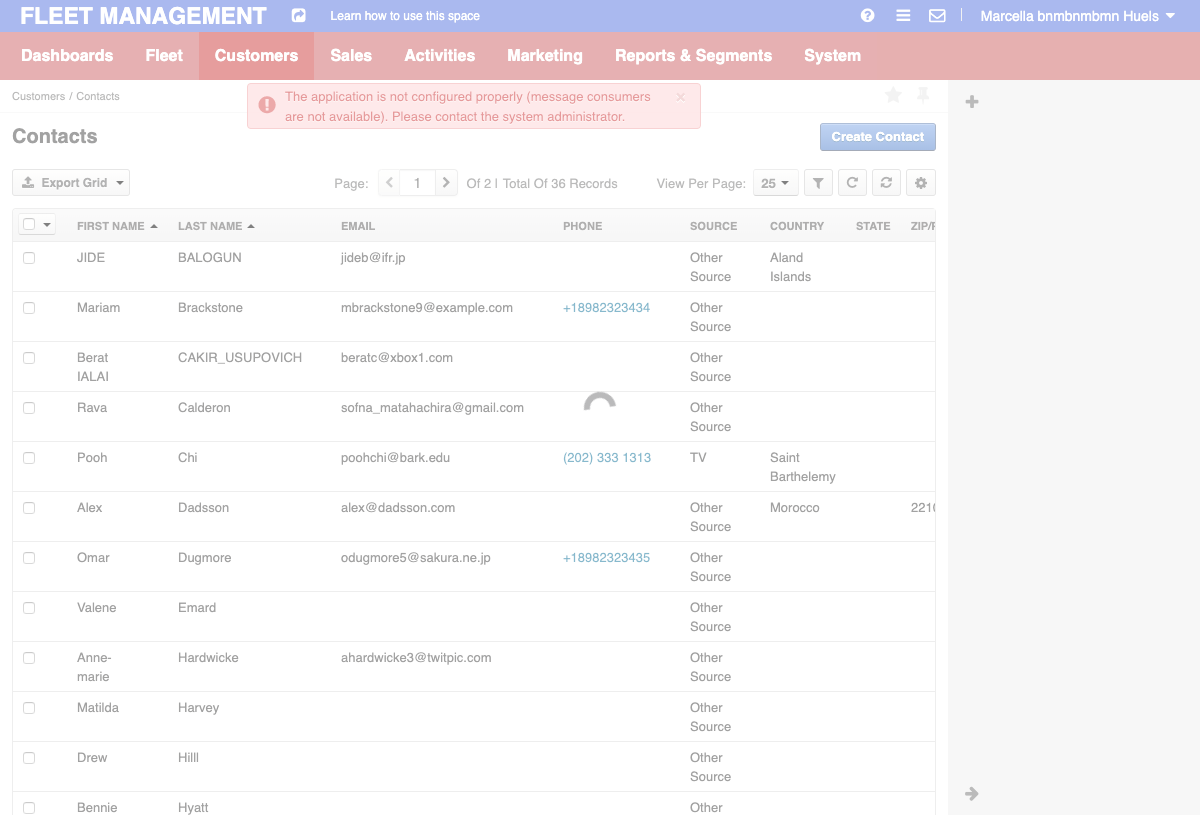 FLEET MANAGEMENT Learn how to use this space Marcella bnmbnmbmn Huels
Dashboards Fleet Customers Sales Activities Marketing Reports & Segments System
Customers / Contacts
The application is not configured properly (message consumers
are not available). Please contact the system administrator.
×
Contacts
Create Contact
Export Grid Page: 1 Of 2 | Total Of 36 Records View Per Page: 25
FIRST NAME LAST NAME EMAIL PHONE SOURCE COUNTRY STATE ZIP/
JIDE BALOGUN jideb@ifr.jp Other Aland
Source Islands
Mariam Brackstone mbrackstone9@example.com +18982323434 Other
Source
Berat CAKIR_USUPOVICH beratc@xbox1.com Other
IALAI Source
Rava Calderon sofna_matahachira@gmail.com Other
Source
Pooh Chi poohchi@bark.edu (202) 333 1313 TV Saint
Barthelemy
Alex Dadsson alex@dadsson.com Other Morocco 221
Source
Omar Dugmore odugmore5@sakura.ne.jp +18982323435 Other
Source
Valene Emard Other
Source
Anne- Hardwicke ahardwicke3@twitpic.com Other
marie Source
Matilda Harvey Other
Source
Drew Hilll Other
Source
Bennie Hyatt Other